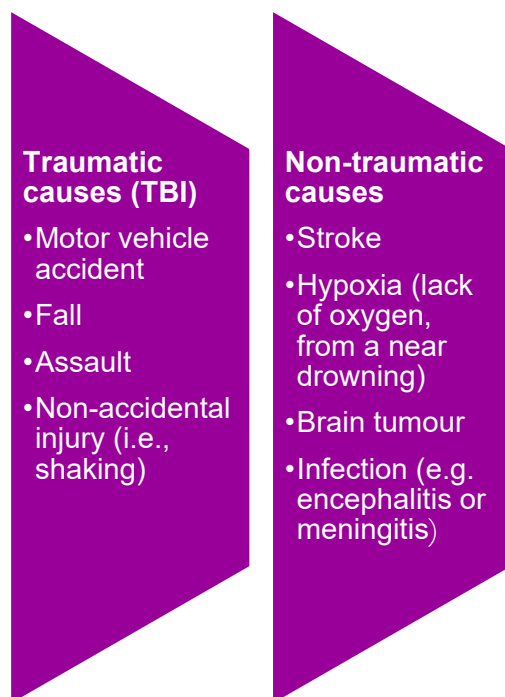 Traumatic
causes (TBI)
•Motor vehicle
accident
•Fall
•Assault
•Non-accidental
injury (i.e.,
shaking)
Non-traumatic
causes
•Stroke
•Hypoxia (lack
of oxygen,
from a near
drowning)
•Brain tumour
•Infection (e.g.
encephalitis or
meningitis)